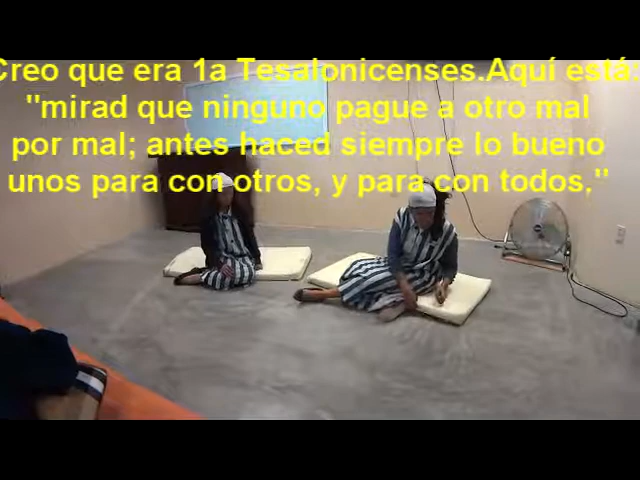 Creo que era 1a Tesalonicenses.Aquí está:
"mirad que ninguno pague a otro mal
por mal; antes haced siempre lo bueno
unos para con otros, y para con todos,"